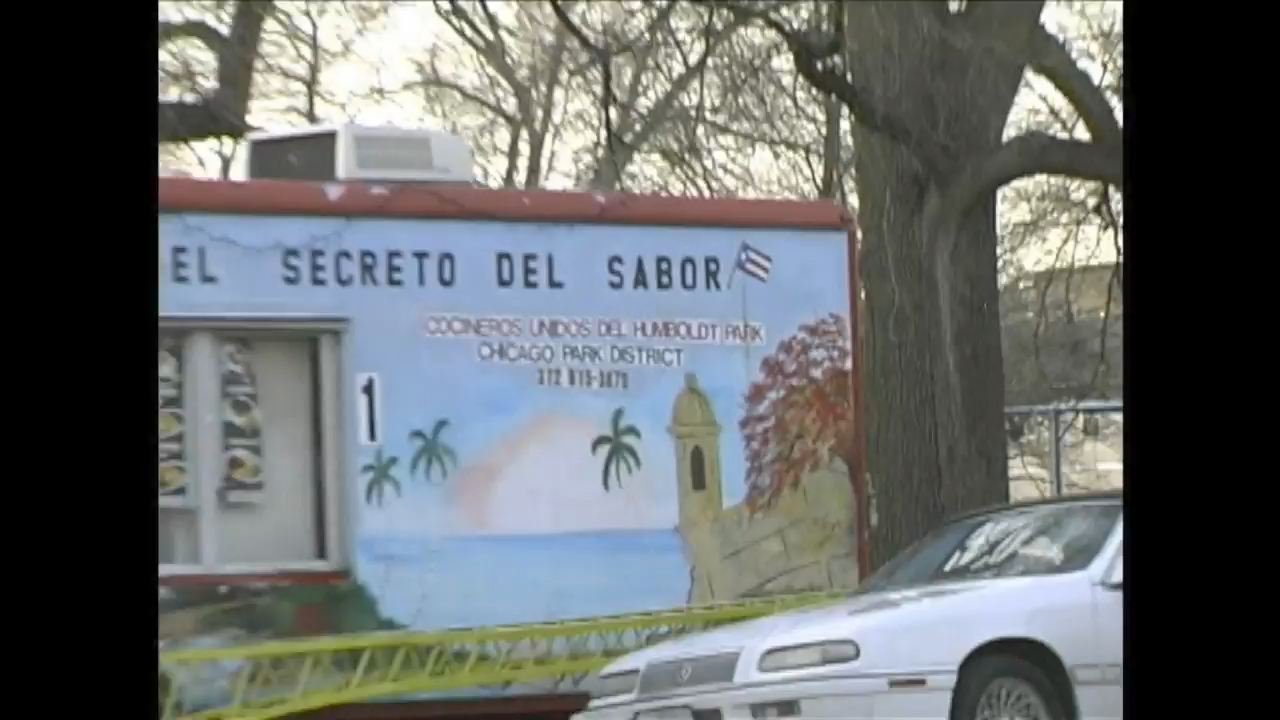 EL SECRETO DEL SABOR
COCINEROS UNIDOS DEL HUMBOLDT PARK
CHICAGO PARK DISTRICT
1